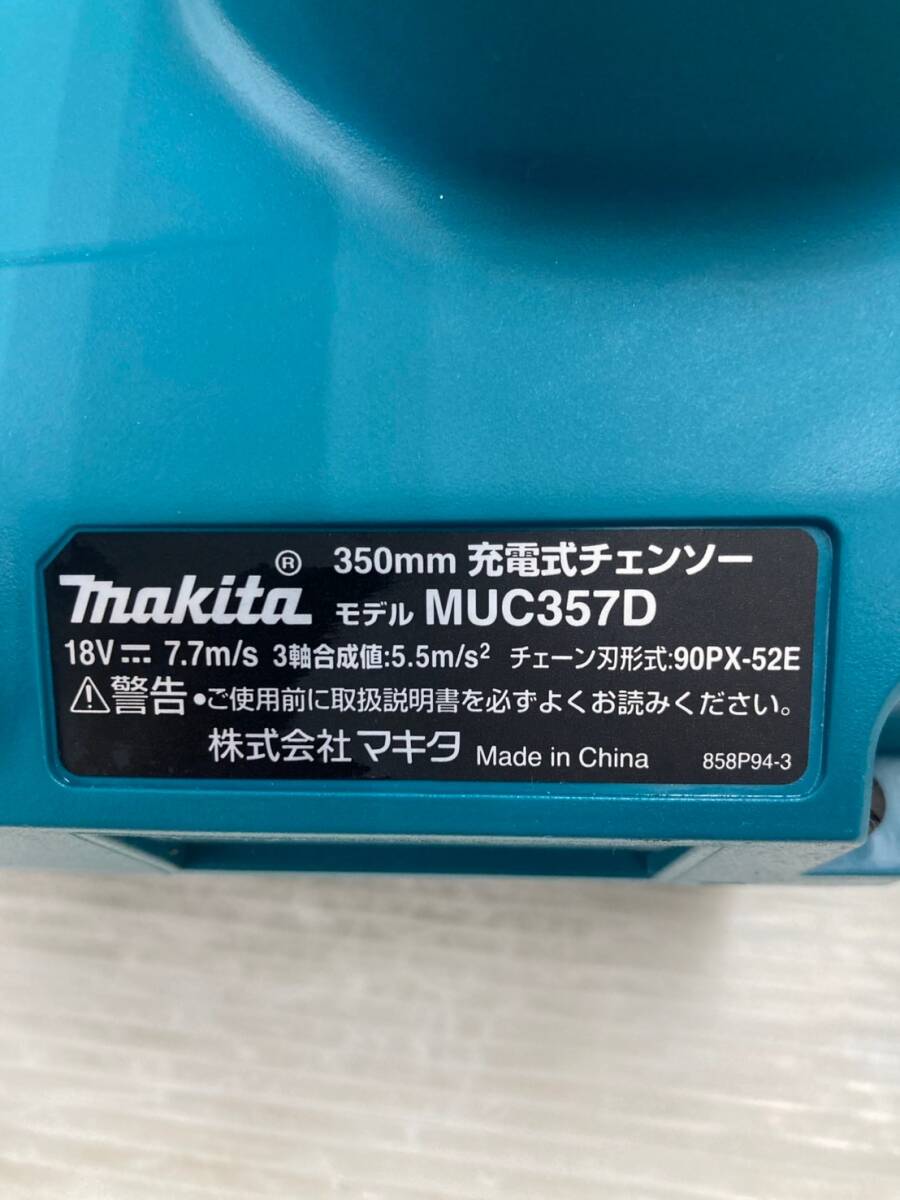 makita® 350mm 充電式チェンソー
モデル MUC357D
18V⎓ 7.7m/s 3軸合成値:5.5m/s² チェーン刃形式:90PX-52E
⚠警告 •ご使用前に取扱説明書を必ずよくお読みください。
株式会社マキタ Made in China 858P94-3